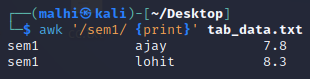 ┌──(malhi㉿kali)-[~/Desktop]
└─$ awk '/sem1/ {print}' tab_data.txt
sem1 ajay 7.8
sem1 lohit 8.3